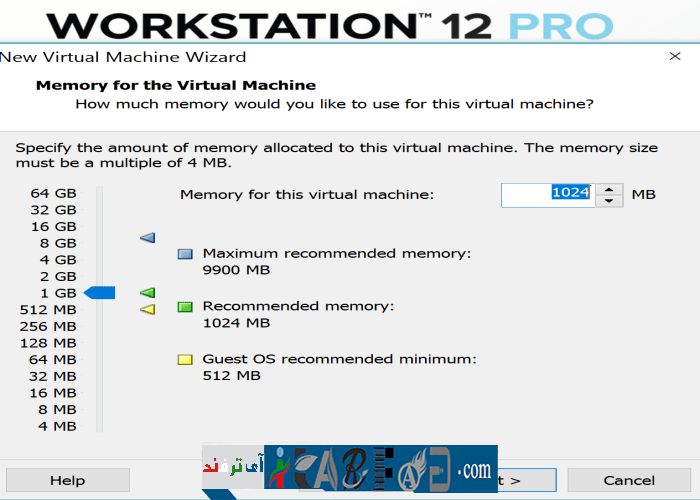 WORKSTATION™ 12 PRO
New Virtual Machine Wizard
Memory for the Virtual Machine
How much memory would you like to use for this virtual machine?
Specify the amount of memory allocated to this virtual machine. The memory size
must be a multiple of 4 MB.
64 GB
32 GB
16 GB
8 GB
4 GB
2 GB
1 GB
512 MB
256 MB
128 MB
64 MB
32 MB
16 MB
8 MB
4 MB
Memory for this virtual machine: 1024 MB
Maximum recommended memory:
9900 MB
Recommended memory:
1024 MB
Guest OS recommended minimum:
512 MB
آی ترفند
.com
Help
Cancel